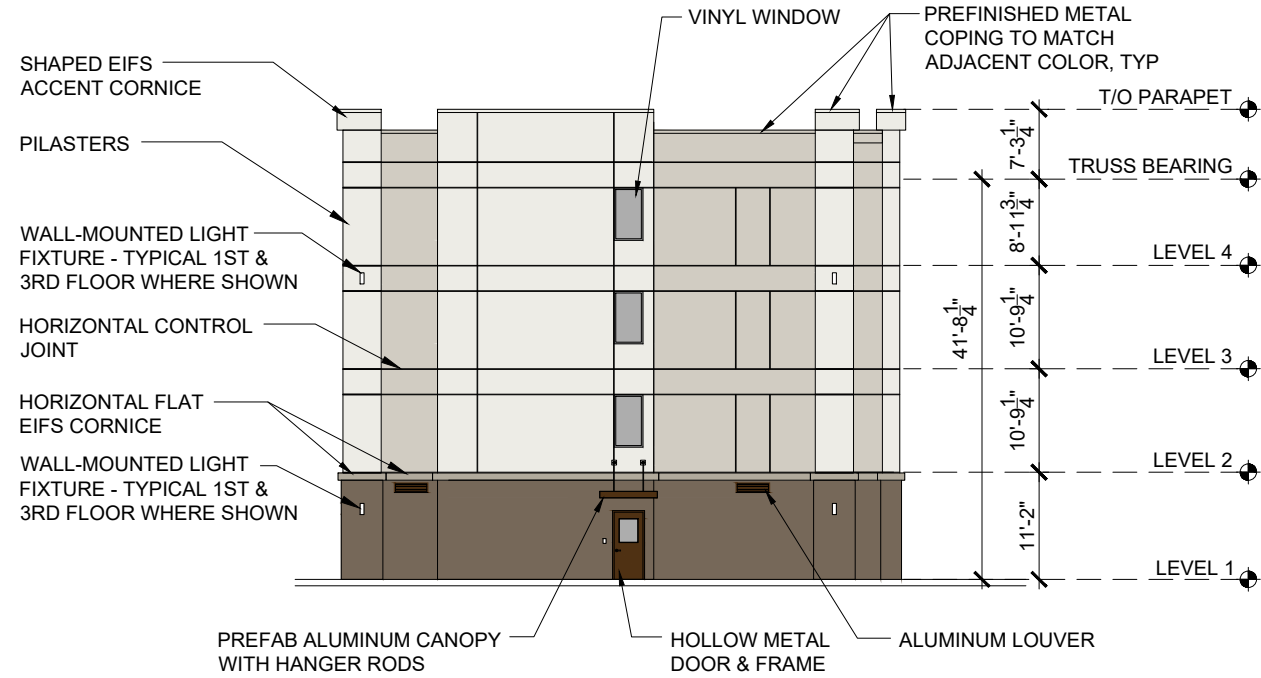 VINYL WINDOW
PREFINISHED METAL
COPING TO MATCH
ADJACENT COLOR, TYP
SHAPED EIFS
ACCENT CORNICE
PILASTERS
WALL-MOUNTED LIGHT
FIXTURE - TYPICAL 1ST &
3RD FLOOR WHERE SHOWN
HORIZONTAL CONTROL
JOINT
HORIZONTAL FLAT
EIFS CORNICE
WALL-MOUNTED LIGHT
FIXTURE - TYPICAL 1ST &
3RD FLOOR WHERE SHOWN
T/O PARAPET
7'-3 1/4"
TRUSS BEARING
8'-11 3/4"
LEVEL 4
10'-9 1/4"
41'-8 1/4"
LEVEL 3
10'-9 1/4"
LEVEL 2
11'-2"
LEVEL 1
PREFAB ALUMINUM CANOPY
WITH HANGER RODS
HOLLOW METAL
DOOR & FRAME
ALUMINUM LOUVER